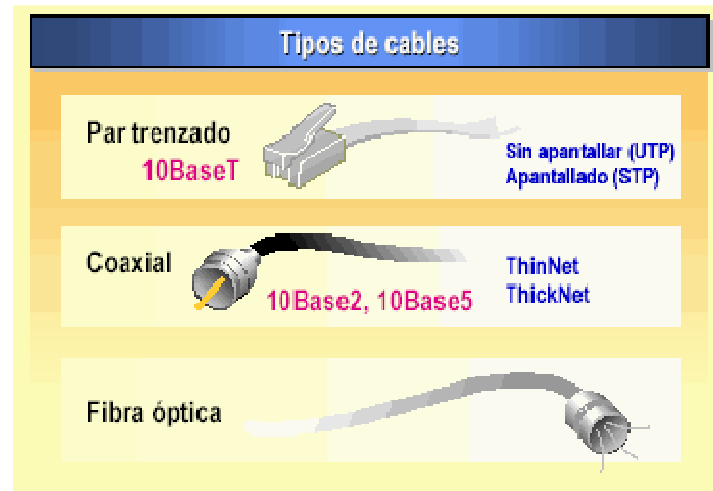 Tipos de cables
Par trenzado
10BaseT
Sin apantallar (UTP)
Apantallado (STP)
Coaxial
10Base2, 10Base5
ThinNet
ThickNet
Fibra óptica